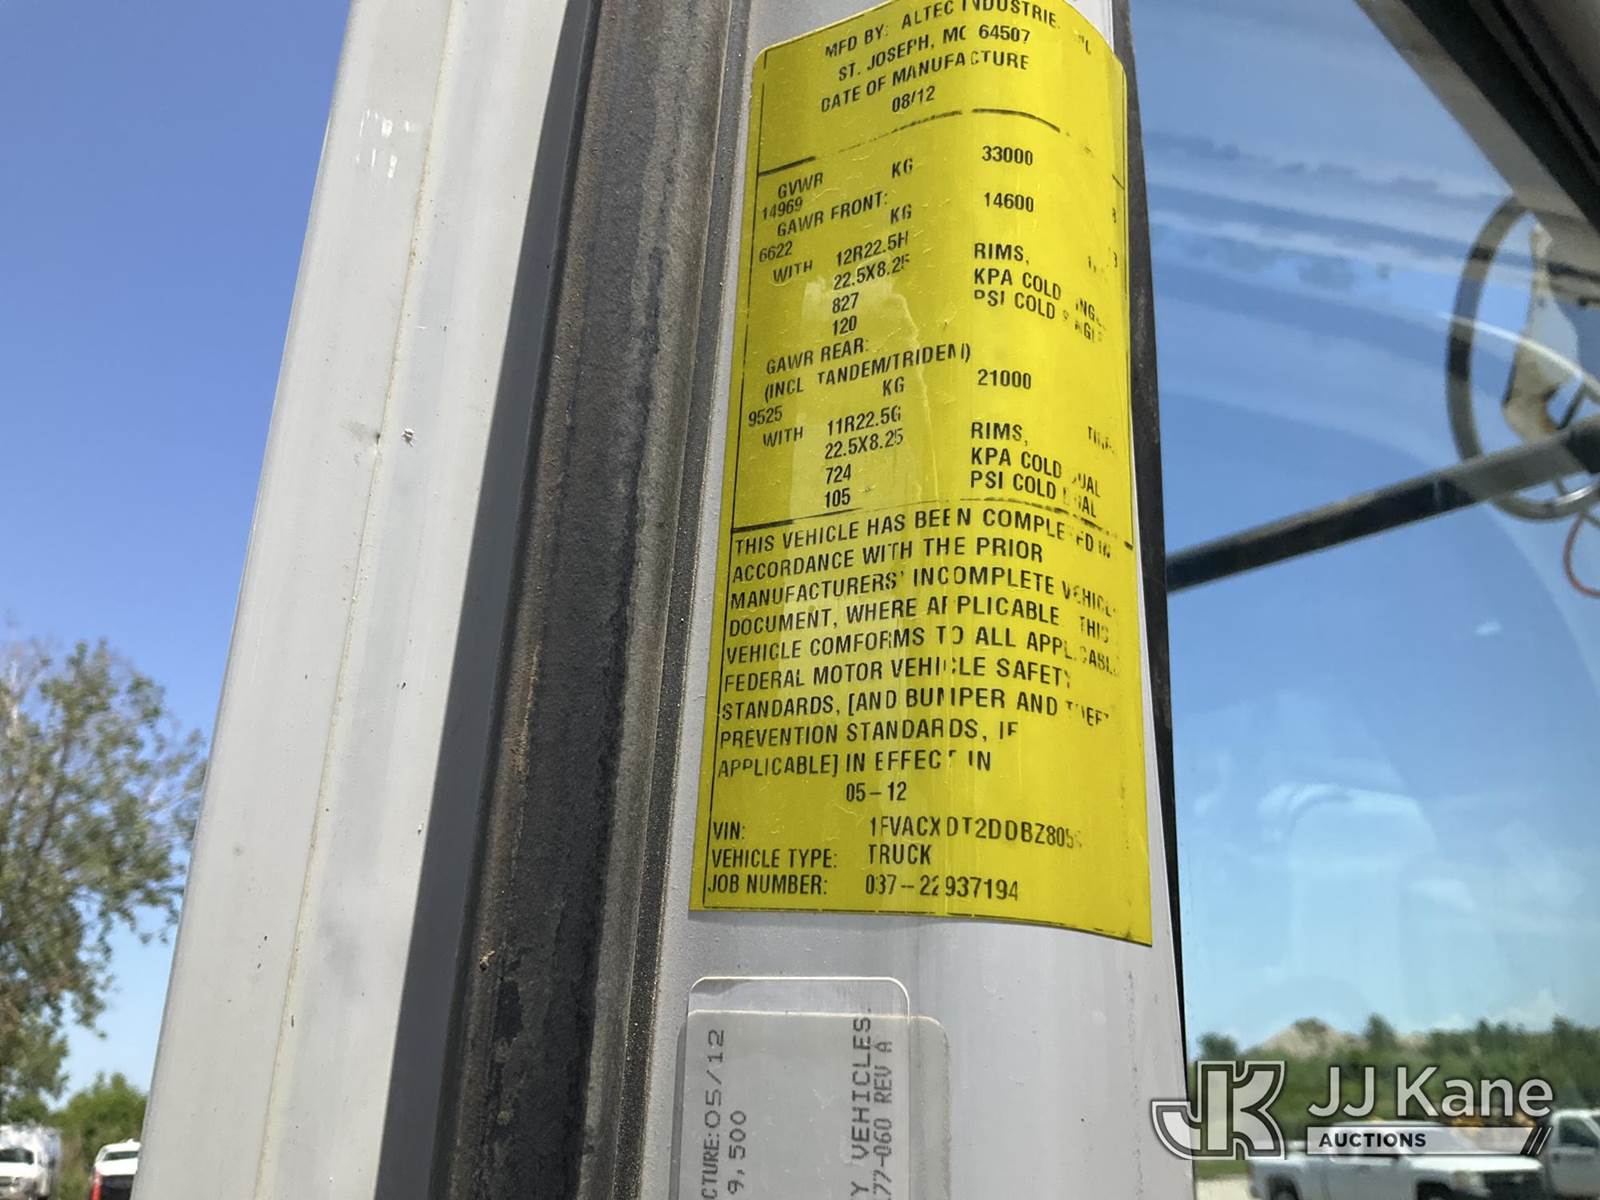 MFD BY: ALTEC INDUSTRIE
ST. JOSEPH, MO 64507
DATE OF MANUFACTURE
08/12
GVWR
14969 KG 33000
GAWR FRONT:
6622 KG 14600
WITH 12R22.5H
22.5X8.25 RIMS,
827 KPA COLD
120 PSI COLD
GAWR REAR:
(INCL TANDEM/TRIDEM)
9525 KG 21000
WITH 11R22.5G
22.5X8.25 RIMS,
724 KPA COLD DUAL
105 PSI COLD DUAL
THIS VEHICLE HAS BEEN COMPLETED IN
ACCORDANCE WITH THE PRIOR
MANUFACTURERS' INCOMPLETE VEHICLE
DOCUMENT, WHERE APPLICABLE THIS
VEHICLE COMFORMS TO ALL APPLICABLE
FEDERAL MOTOR VEHICLE SAFETY
STANDARDS, [AND BUMPER AND THEFT
PREVENTION STANDARDS, IF
APPLICABLE] IN EFFECT IN
05-12
VIN: 1FVACXDT2DDBZ805
VEHICLE TYPE: TRUCK
JOB NUMBER: 037-22937194
CTURE:05/12
9,500
Y VEHICLES.
77-060 REV A
JK JJ Kane
AUCTIONS